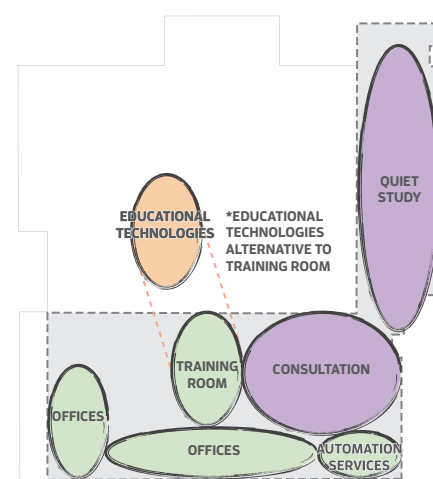 QUIET
STUDY
EDUCATIONAL
TECHNOLOGIES
*EDUCATIONAL
TECHNOLOGIES
ALTERNATIVE TO
TRAINING ROOM
TRAINING
ROOM
CONSULTATION
OFFICES
OFFICES
AUTOMATION
SERVICES